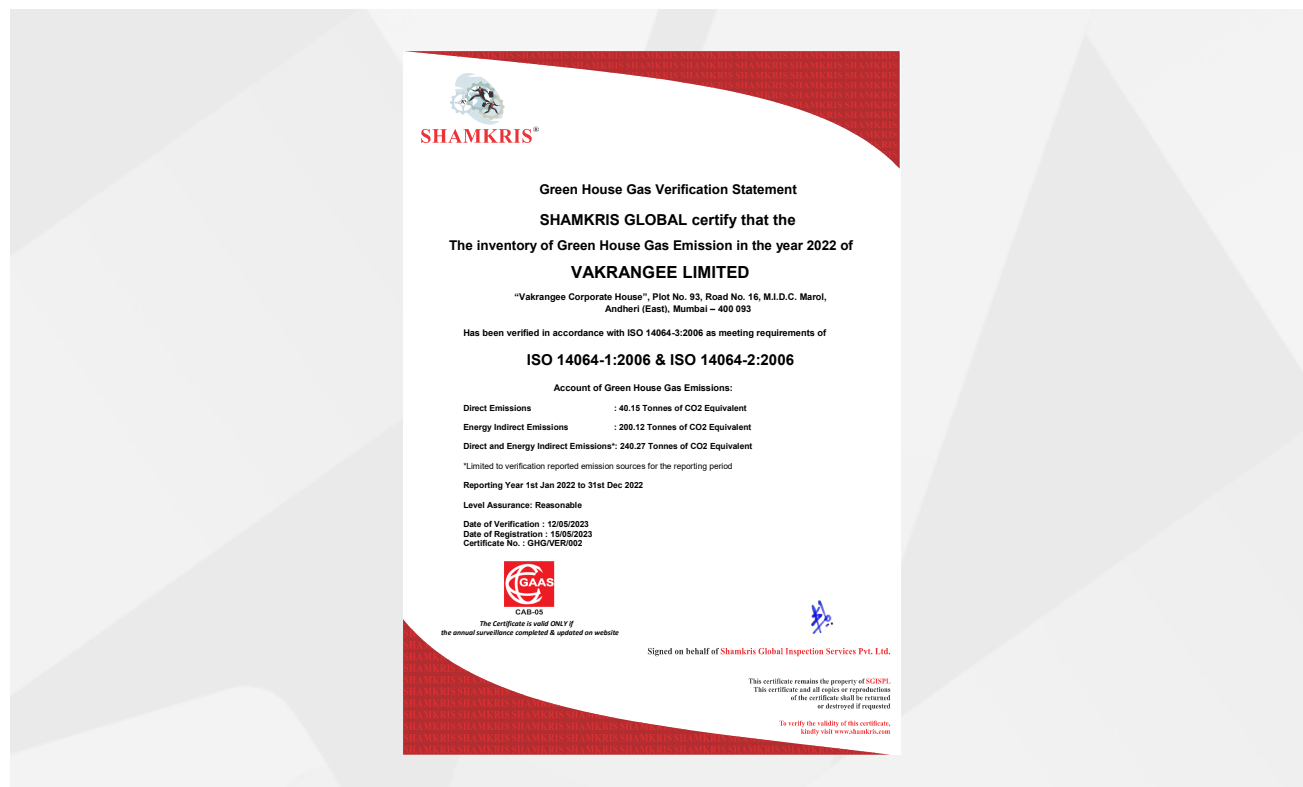 SHAMKRIS®
Green House Gas Verification Statement
SHAMKRIS GLOBAL certify that the
The inventory of Green House Gas Emission in the year 2022 of
VAKRANGEE LIMITED
“Vakrangee Corporate House”, Plot No. 93, Road No. 16, M.I.D.C. Marol,
Andheri (East), Mumbai – 400 093
Has been verified in accordance with ISO 14064-3:2006 as meeting requirements of
ISO 14064-1:2006 & ISO 14064-2:2006
Account of Green House Gas Emissions:
Direct Emissions : 40.15 Tonnes of CO2 Equivalent
Energy Indirect Emissions : 200.12 Tonnes of CO2 Equivalent
Direct and Energy Indirect Emissions*: 240.27 Tonnes of CO2 Equivalent
*Limited to verification reported emission sources for the reporting period
Reporting Year 1st Jan 2022 to 31st Dec 2022
Level Assurance: Reasonable
Date of Verification : 12/05/2023
Date of Registration : 15/05/2023
Certificate No. : GHG/VER/002
GAAS
CAB-05
The Certificate is valid ONLY if
the annual surveillance completed & updated on website
Signed on behalf of Shamkris Global Inspection Services Pvt. Ltd.
This certificate remains the property of SGISPL
This certificate and all copies or reproductions
of the certificate shall be returned
or destroyed if requested
To verify the validity of this certificate,
kindly visit www.shamkris.com